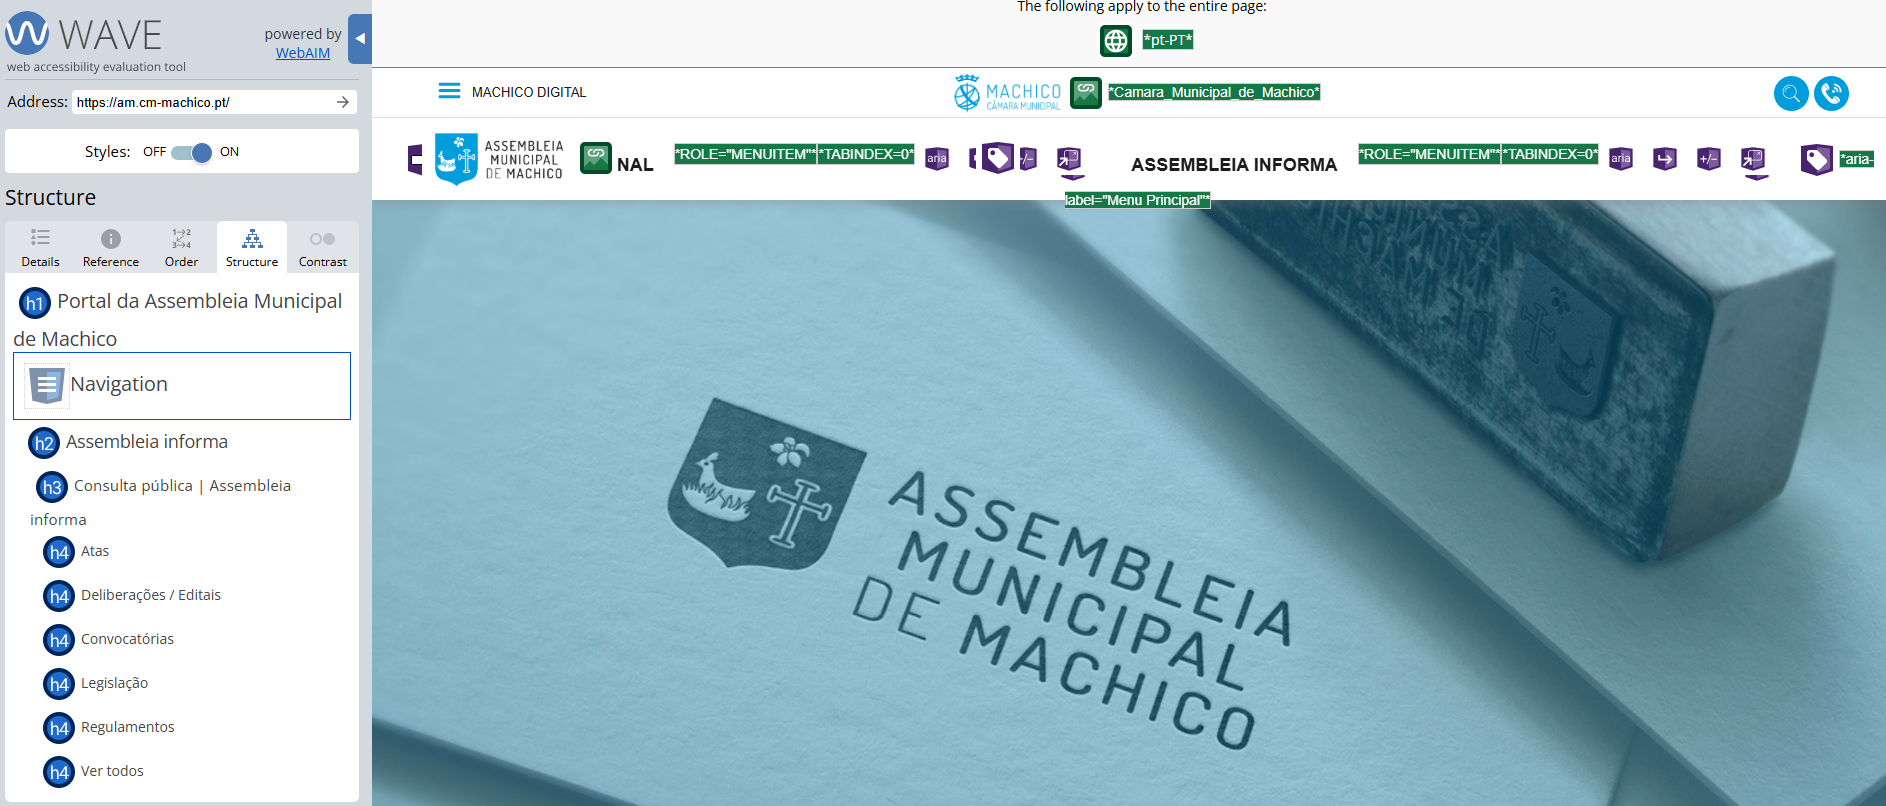 WAVE
powered by
WebAIM
web accessibility evaluation tool
Address: https://am.cm-machico.pt/
Styles: OFF ON
Structure
Details Reference Order Structure Contrast
h1 Portal da Assembleia Municipal
de Machico
Navigation
h2 Assembleia informa
h3 Consulta pública | Assembleia
informa
h4 Atas
h4 Deliberações / Editais
h4 Convocatórias
h4 Legislação
h4 Regulamentos
h4 Ver todos
The following apply to the entire page:
*pt-PT*
MACHICO DIGITAL
MACHICO
CÂMARA MUNICIPAL
*Camara_Municipal_de_Machico*
ASSEMBLEIA
MUNICIPAL
DE MACHICO
NAL
*ROLE="MENUITEM"* *TABINDEX=0* aria +/-
ASSEMBLEIA INFORMA
*ROLE="MENUITEM"* *TABINDEX=0* aria +/-
*aria-
label="Menu Principal"*
ASSEMBLEIA
MUNICIPAL
DE MACHICO